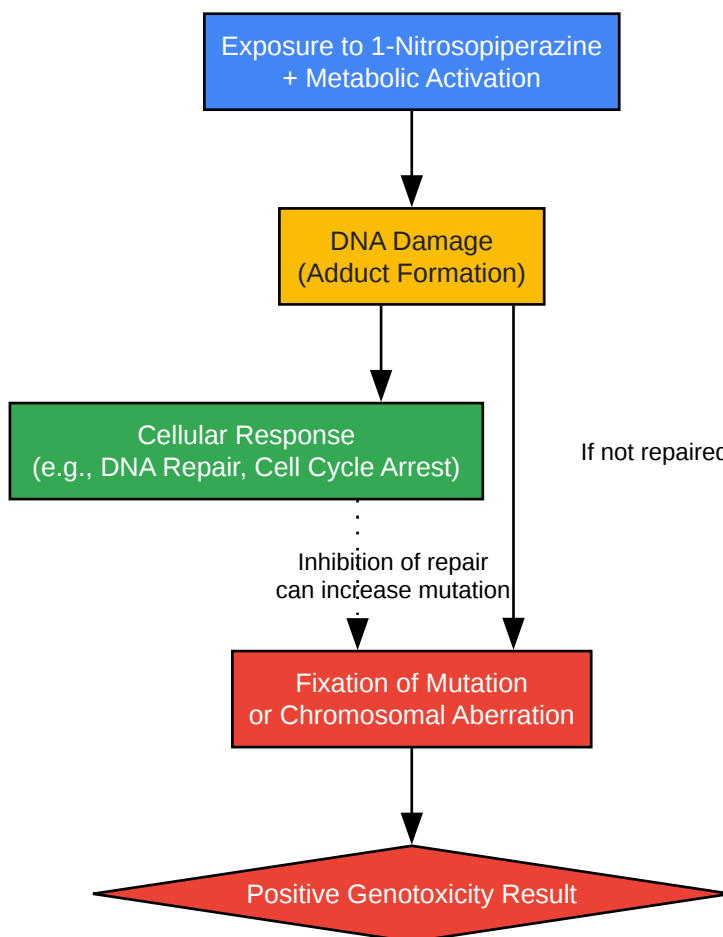 Exposure to 1-Nitrosopiperazine
+ Metabolic Activation
DNA Damage
(Adduct Formation)
Cellular Response
(e.g., DNA Repair, Cell Cycle Arrest)
If not repaired
Inhibition of repair
can increase mutation
Fixation of Mutation
or Chromosomal Aberration
Positive Genotoxicity Result